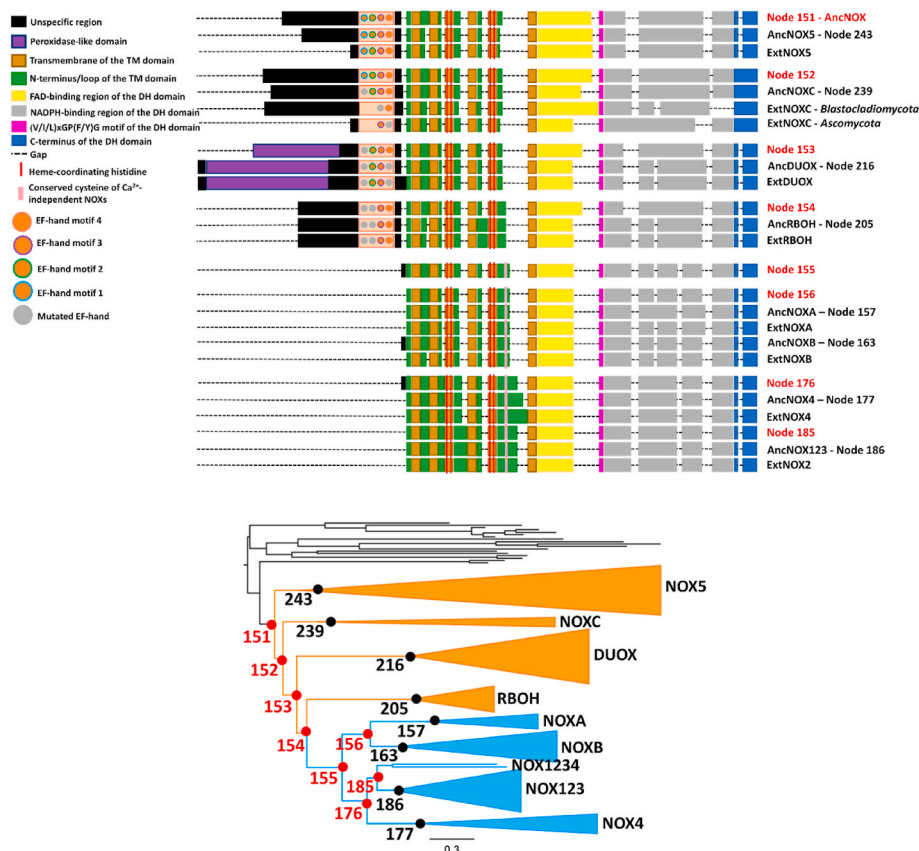 Unspecific region
Peroxidase-like domain
Transmembrane of the TM domain
N-terminus/loop of the TM domain
FAD-binding region of the DH domain
NADPH-binding region of the DH domain
(V/I/L)xGP(F/Y)G motif of the DH domain
C-terminus of the DH domain
Gap
Heme-coordinating histidine
Conserved cysteine of Ca²⁺-
independent NOXs
EF-hand motif 4
EF-hand motif 3
EF-hand motif 2
EF-hand motif 1
Mutated EF-hand
Node 151 - AncNOX
AncNOX5 - Node 243
ExtNOX5
Node 152
AncNOXC - Node 239
ExtNOXC - Blastocladiomycota
ExtNOXC - Ascomycota
Node 153
AncDUOX - Node 216
ExtDUOX
Node 154
AncRBOH - Node 205
ExtRBOH
Node 155
Node 156
AncNOXA – Node 157
ExtNOXA
AncNOXB – Node 163
ExtNOXB
Node 176
AncNOX4 – Node 177
ExtNOX4
Node 185
AncNOX123 - Node 186
ExtNOX2
NOX5
243
NOXC
151
239
DUOX
152
216
RBOH
153
205
NOXA
154
157
156
NOXB
163
NOX1234
155
185
NOX123
186
176
NOX4
177
0.3